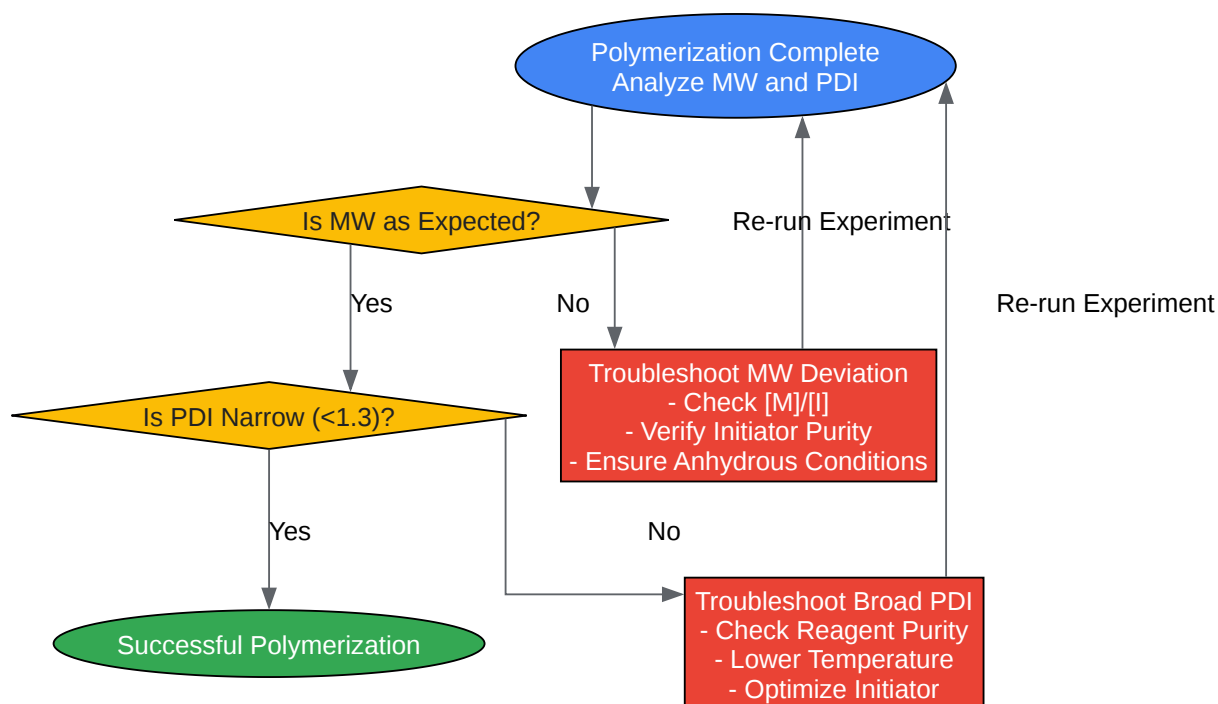 Polymerization Complete
Analyze MW and PDI
Is MW as Expected?
Re-run Experiment
Yes
No
Re-run Experiment
Troubleshoot MW Deviation
- Check [M]/[I]
- Verify Initiator Purity
- Ensure Anhydrous Conditions
Is PDI Narrow (<1.3)?
Yes
No
Troubleshoot Broad PDI
- Check Reagent Purity
- Lower Temperature
- Optimize Initiator
Successful Polymerization